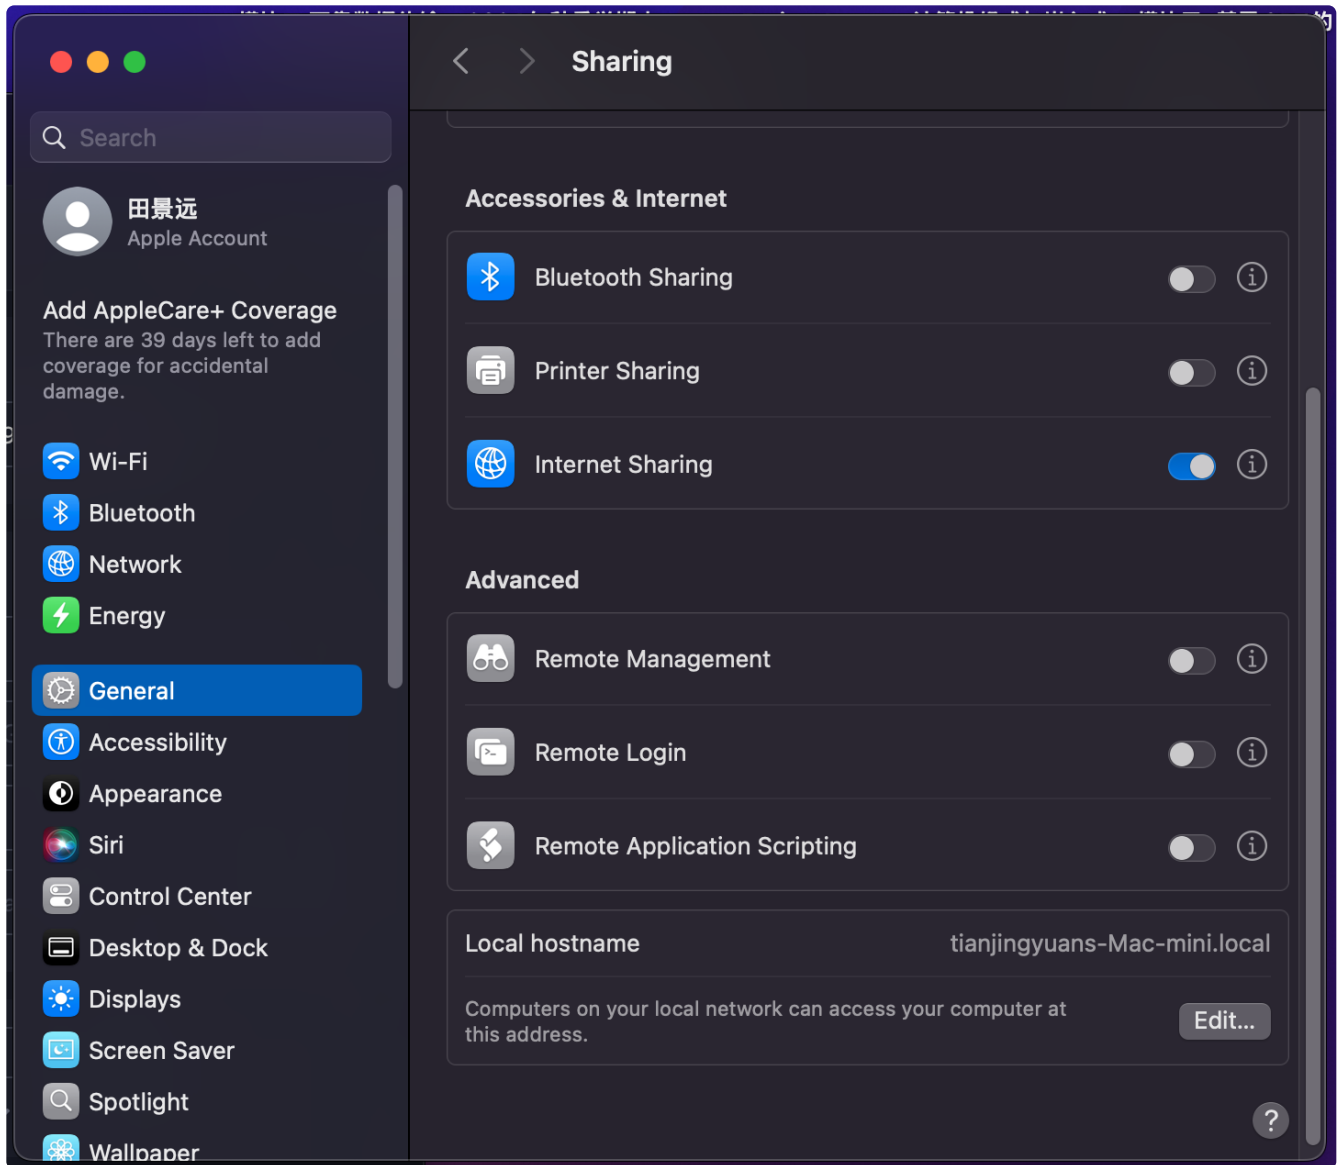 Sharing
Search
田景远
Apple Account
Add AppleCare+ Coverage
There are 39 days left to add
coverage for accidental
damage.
Wi-Fi
Bluetooth
Network
Energy
General
Accessibility
Appearance
Siri
Control Center
Desktop & Dock
Displays
Screen Saver
Spotlight
Wallpaper
Accessories & Internet
Bluetooth Sharing
Printer Sharing
Internet Sharing
Advanced
Remote Management
Remote Login
Remote Application Scripting
Local hostname
tianjingyuans-Mac-mini.local
Computers on your local network can access your computer at
this address.
Edit...
?